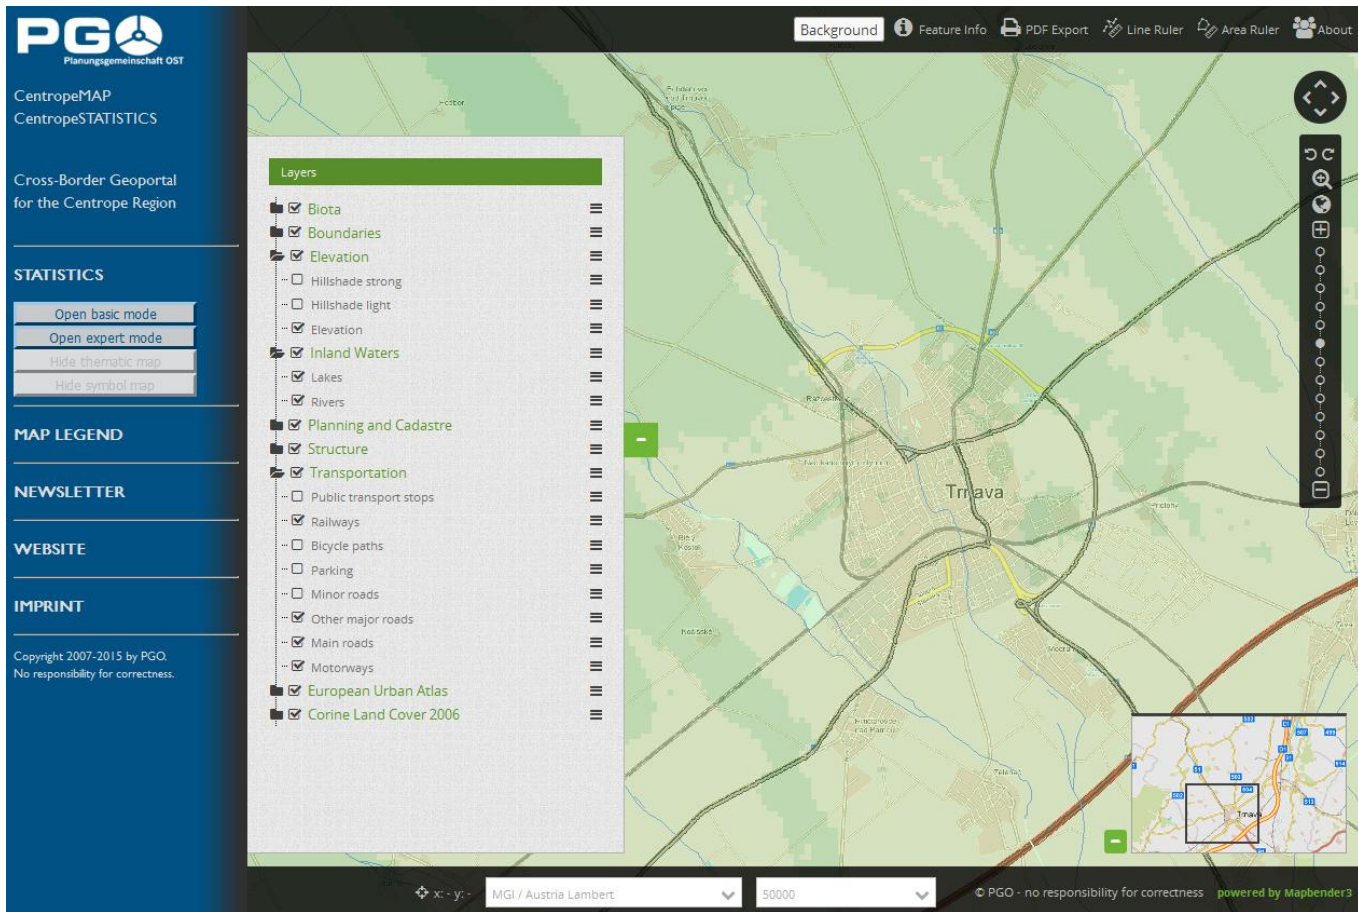 PGO
Planungsgemeinschaft OST
CentropeMAP
CentropeSTATISTICS
Cross-Border Geoportal
for the Centrope Region
STATISTICS
Open basic mode
Open expert mode
Hide thematic map
Hide symbol map
MAP LEGEND
NEWSLETTER
WEBSITE
IMPRINT
Copyright 2007-2015 by PGO.
No responsibility for correctness.
Background
Feature Info
PDF Export
Line Ruler
Area Ruler
About
Layers
Biota
Boundaries
Elevation
Hillshade strong
Hillshade light
Elevation
Inland Waters
Lakes
Rivers
Planning and Cadastre
Structure
Transportation
Public transport stops
Railways
Bicycle paths
Parking
Minor roads
Other major roads
Main roads
Motorways
European Urban Atlas
Corine Land Cover 2006
Trnava
Trnava
x: - y: -
MGI / Austria Lambert
50000
© PGO - no responsibility for correctness
powered by Mapbender3